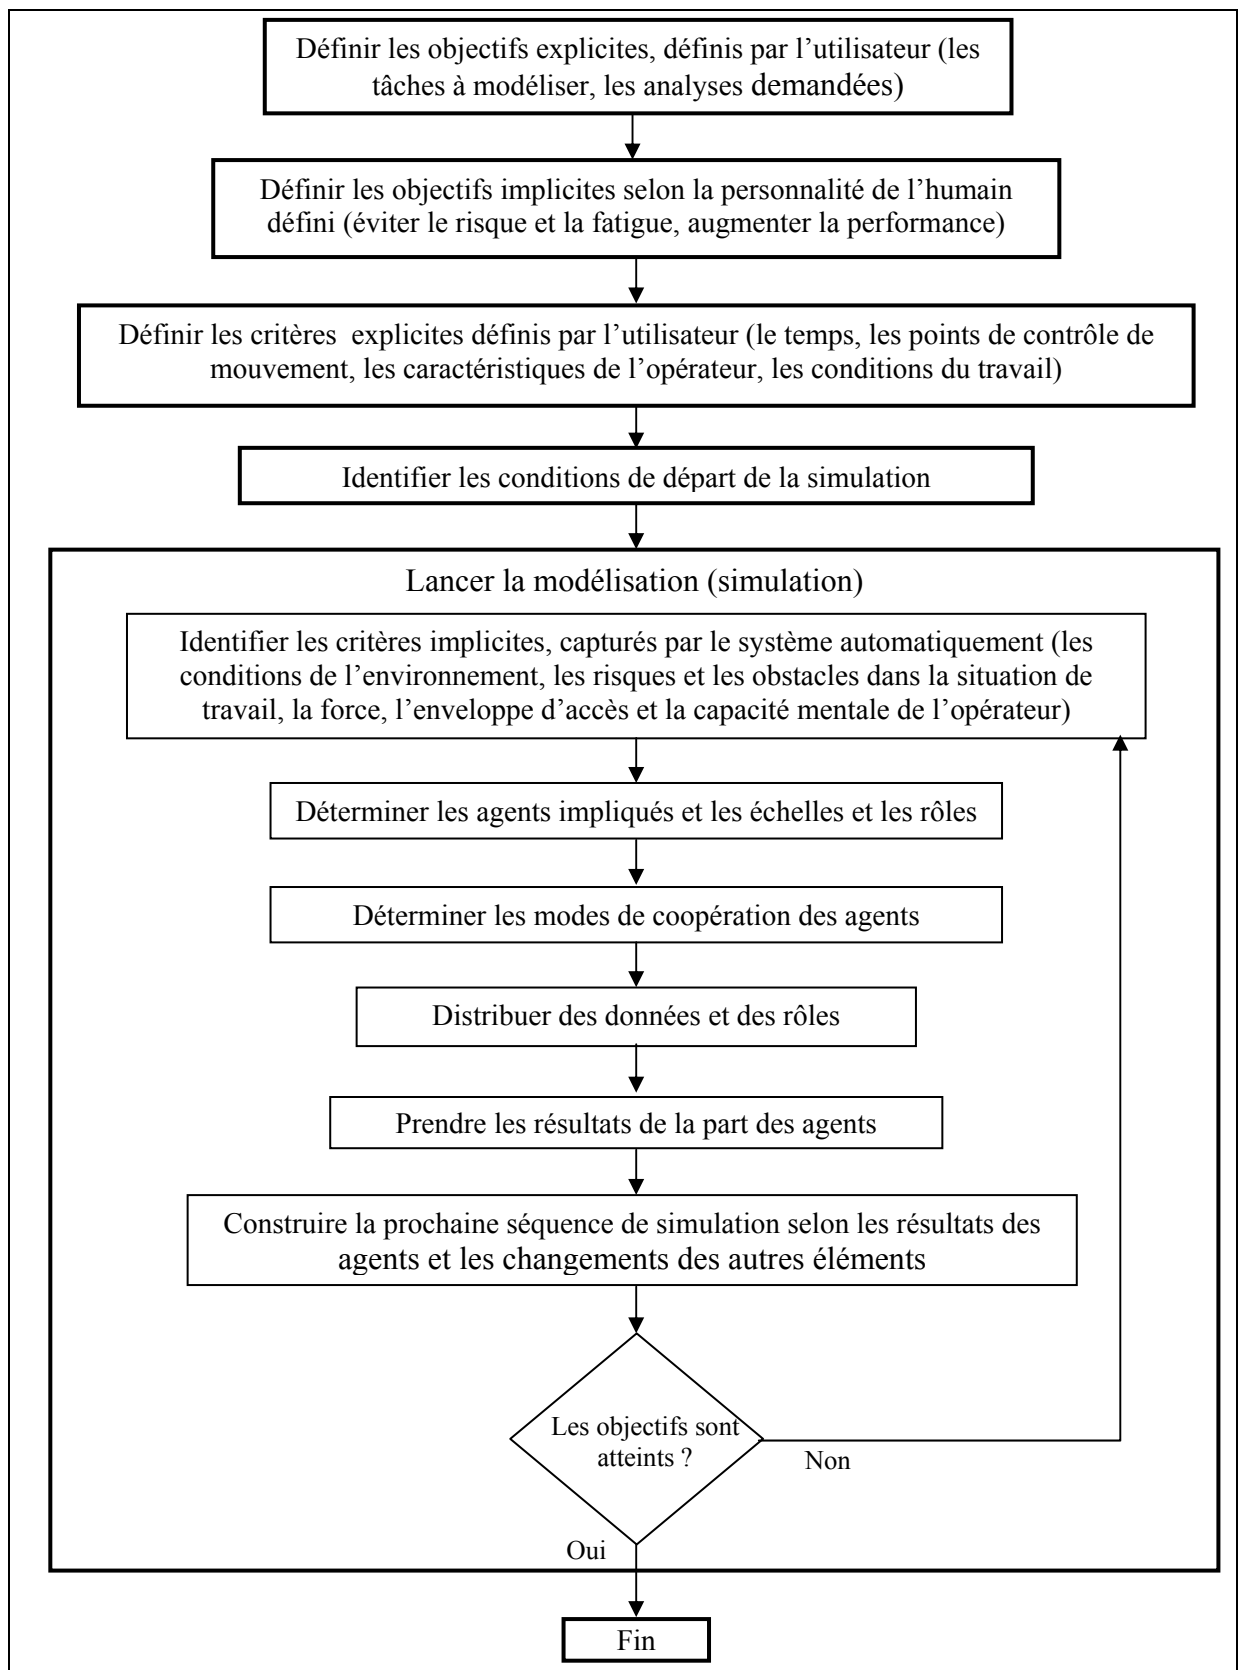 Définir les objectifs explicites, définis par l’utilisateur (les
tâches à modéliser, les analyses demandées)
Définir les objectifs implicites selon la personnalité de l’humain
défini (éviter le risque et la fatigue, augmenter la performance)
Définir les critères  explicites définis par l’utilisateur (le temps, les points de contrôle de
mouvement, les caractéristiques de l’opérateur, les conditions du travail)
Identifier les conditions de départ de la simulation
Lancer la modélisation (simulation)
Identifier les critères implicites, capturés par le système automatiquement (les
conditions de l’environnement, les risques et les obstacles dans la situation de
travail, la force, l’enveloppe d’accès et la capacité mentale de l’opérateur)
Déterminer les agents impliqués et les échelles et les rôles
Déterminer les modes de coopération des agents
Distribuer des données et des rôles
Prendre les résultats de la part des agents
Construire la prochaine séquence de simulation selon les résultats des
agents et les changements des autres éléments
Les objectifs sont
atteints ?
Non
Oui
Fin